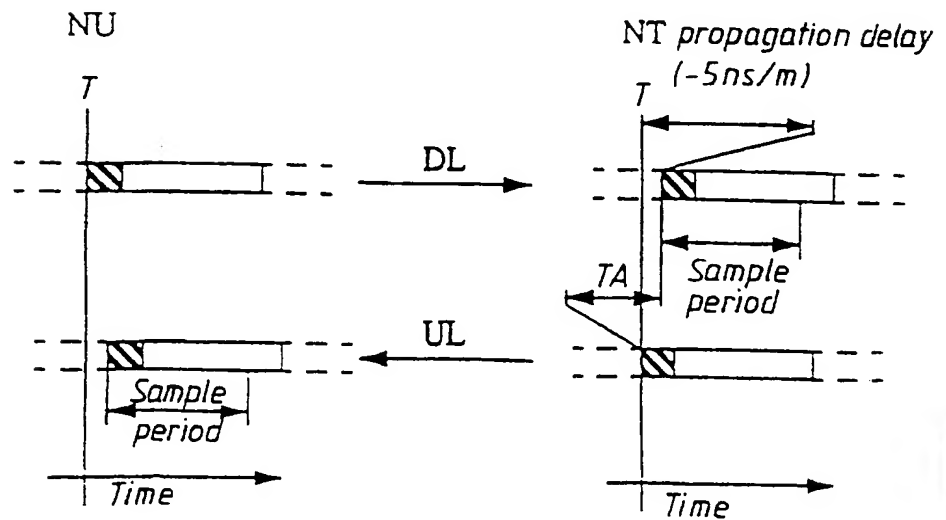 NU
NT propagation delay
(-5ns/m)
T
T
DL
Sample
period
TA
UL
Sample
period
Time
Time